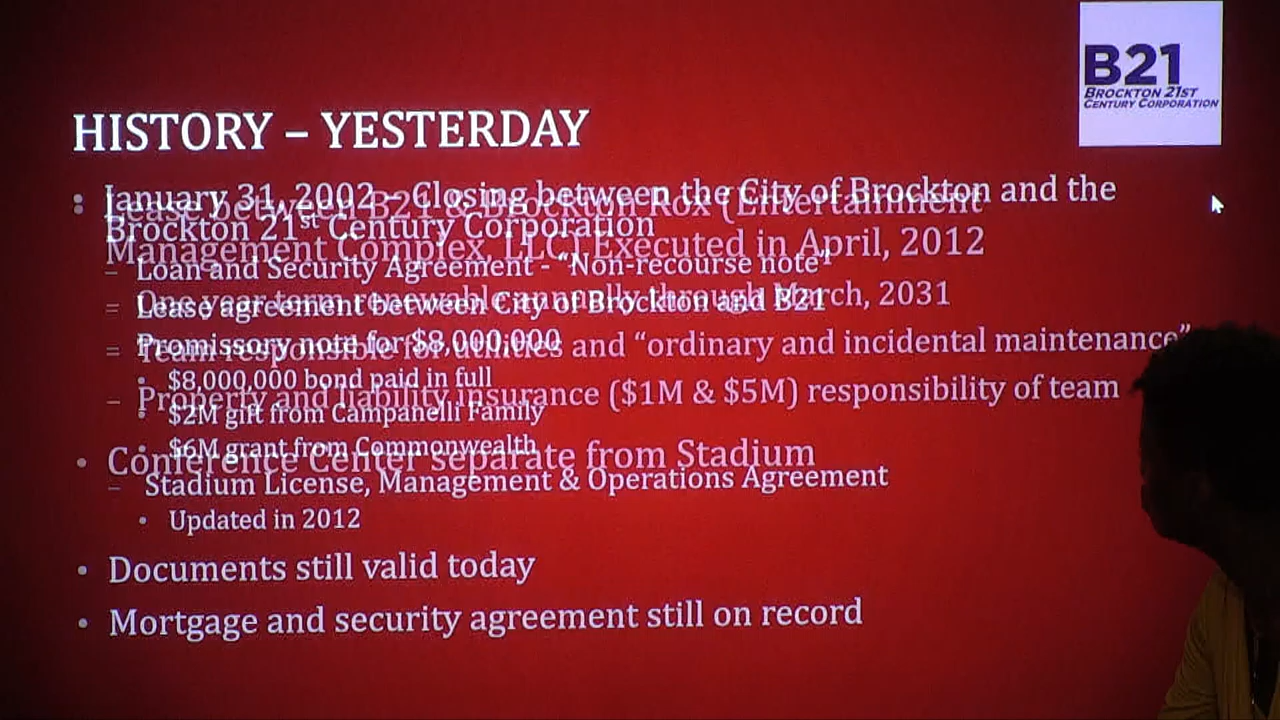 B21
BROCKTON 21ST
CENTURY CORPORATION
HISTORY – YESTERDAY
• January 31, 2002 – Closing between the City of Brockton and the
Brockton 21st Century Corporation
– Loan and Security Agreement - “Non-recourse note”
– Lease agreement between City of Brockton and B21
– Promissory note for $8,000,000
• $8,000,000 bond paid in full
• $2M gift from Campanelli Family
• $6M grant from Commonwealth
– Stadium License, Management & Operations Agreement
• Updated in 2012
• Documents still valid today
• Mortgage and security agreement still on record
• Lease between B21 & Brockton Rox (Entertainment
Management Complex, LLC) Executed in April, 2012
– One year term renewable annually through March, 2031
– Team responsible for utilities and “ordinary and incidental maintenance”
– Property and liability insurance ($1M & $5M) responsibility of team
• Conference Center separate from Stadium